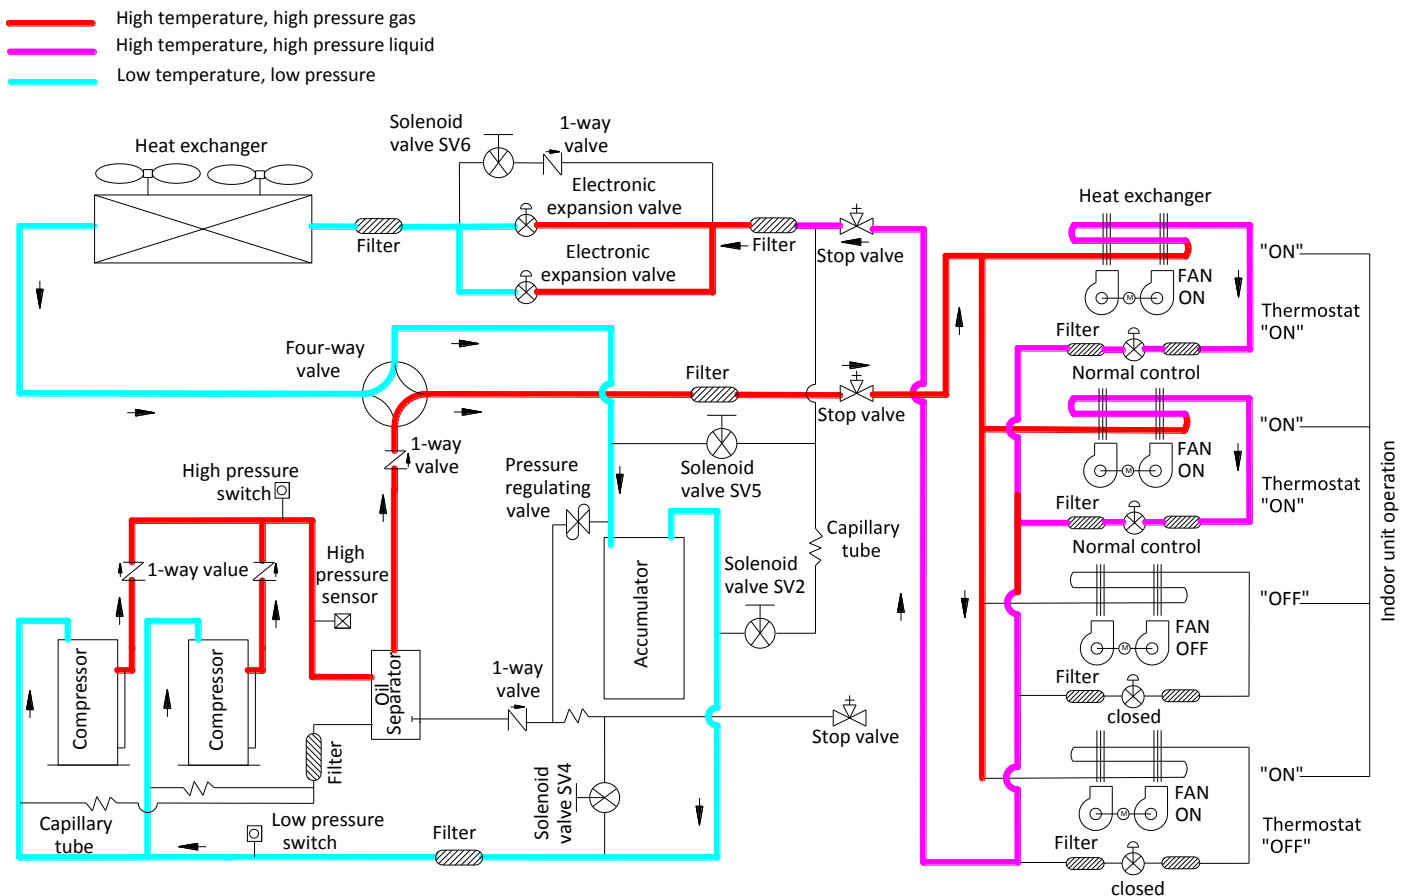 High temperature, high pressure gas
High temperature, high pressure liquid
Low temperature, low pressure
Solenoid
valve SV6
1-way
valve
Heat exchanger
Electronic
expansion valve
Filter
Filter
Stop valve
Electronic
expansion valve
Heat exchanger
"ON"
FAN
ON
M
Thermostat
"ON"
Filter
Normal control
Four-way
valve
Filter
Stop valve
1-way
valve
Solenoid
valve SV5
Pressure
regulating
valve
High pressure
switch
"ON"
FAN
ON
M
Thermostat
"ON"
Filter
Normal control
Indoor unit operation
1-way value
High
pressure
sensor
Capillary
tube
Solenoid
valve SV2
Accumulator
"OFF"
FAN
OFF
M
Filter
closed
Compressor
Compressor
Oil
Separator
1-way
valve
Stop valve
Filter
Solenoid
valve SV4
Capillary
tube
Low pressure
switch
Filter
"ON"
FAN
ON
M
Thermostat
"OFF"
Filter
closed